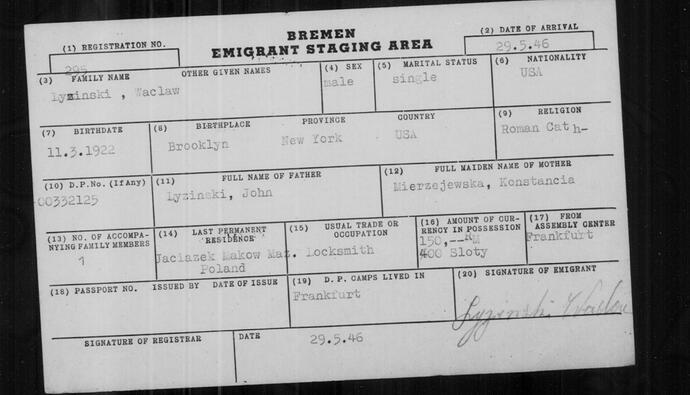 BREMEN
EMIGRANT STAGING AREA
(1) REGISTRATION NO.
295
(2) DATE OF ARRIVAL
29.5.46
(3) FAMILY NAME OTHER GIVEN NAMES
Lyzinski , Waclaw
(4) SEX
male
(5) MARITAL STATUS
single
(6) NATIONALITY
USA
(7) BIRTHDATE
11.3.1922
(8) BIRTHPLACE PROVINCE COUNTRY
Brooklyn New York USA
(9) RELIGION
Roman Cath-
(10) D.P.No. (If Any)
00332125
(11) FULL NAME OF FATHER
Lyzinski, John
(12) FULL MAIDEN NAME OF MOTHER
Mierzejewska, Konstancia
(13) NO. OF ACCOMPA-
NYING FAMILY MEMBERS
1
(14) LAST PERMANENT
RESIDENCE
Jaciazek Makow Maz.
Poland
(15) USUAL TRADE OR
OCCUPATION
Locksmith
(16) AMOUNT OF CUR-
RENCY IN POSSESSION
150,--RM
400 Sloty
(17) FROM
ASSEMBLY CENTER
Frankfurt
(18) PASSPORT NO. ISSUED BY DATE OF ISSUE
(19) D.P. CAMPS LIVED IN
Frankfurt
(20) SIGNATURE OF EMIGRANT
Lyzinski Waclaw
SIGNATURE OF REGISTRAR
DATE
29.5.46